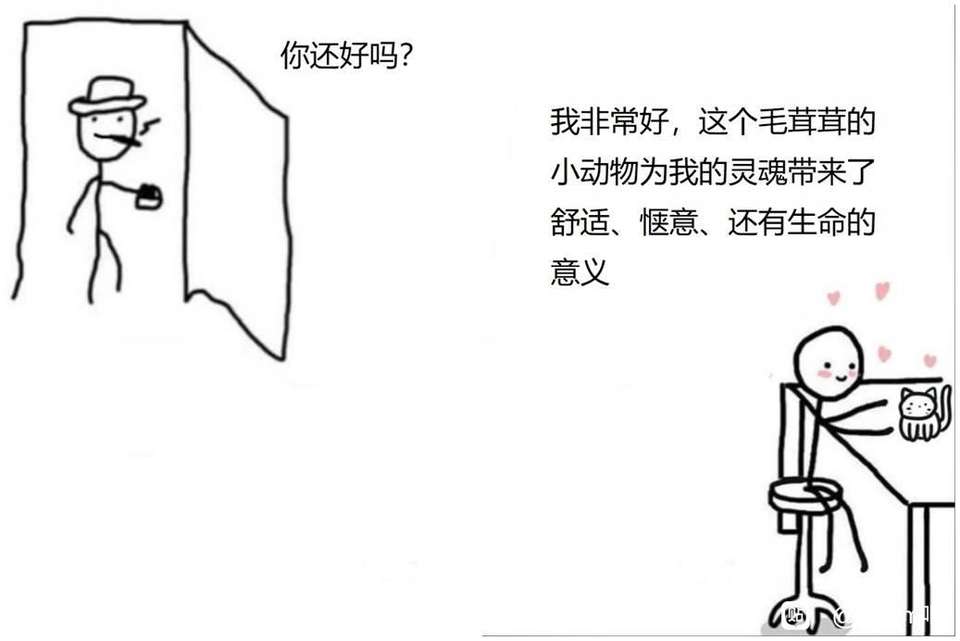 你还好吗？
我非常好，这个毛茸茸的
小动物为我的灵魂带来了
舒适、惬意、还有生命的
意义